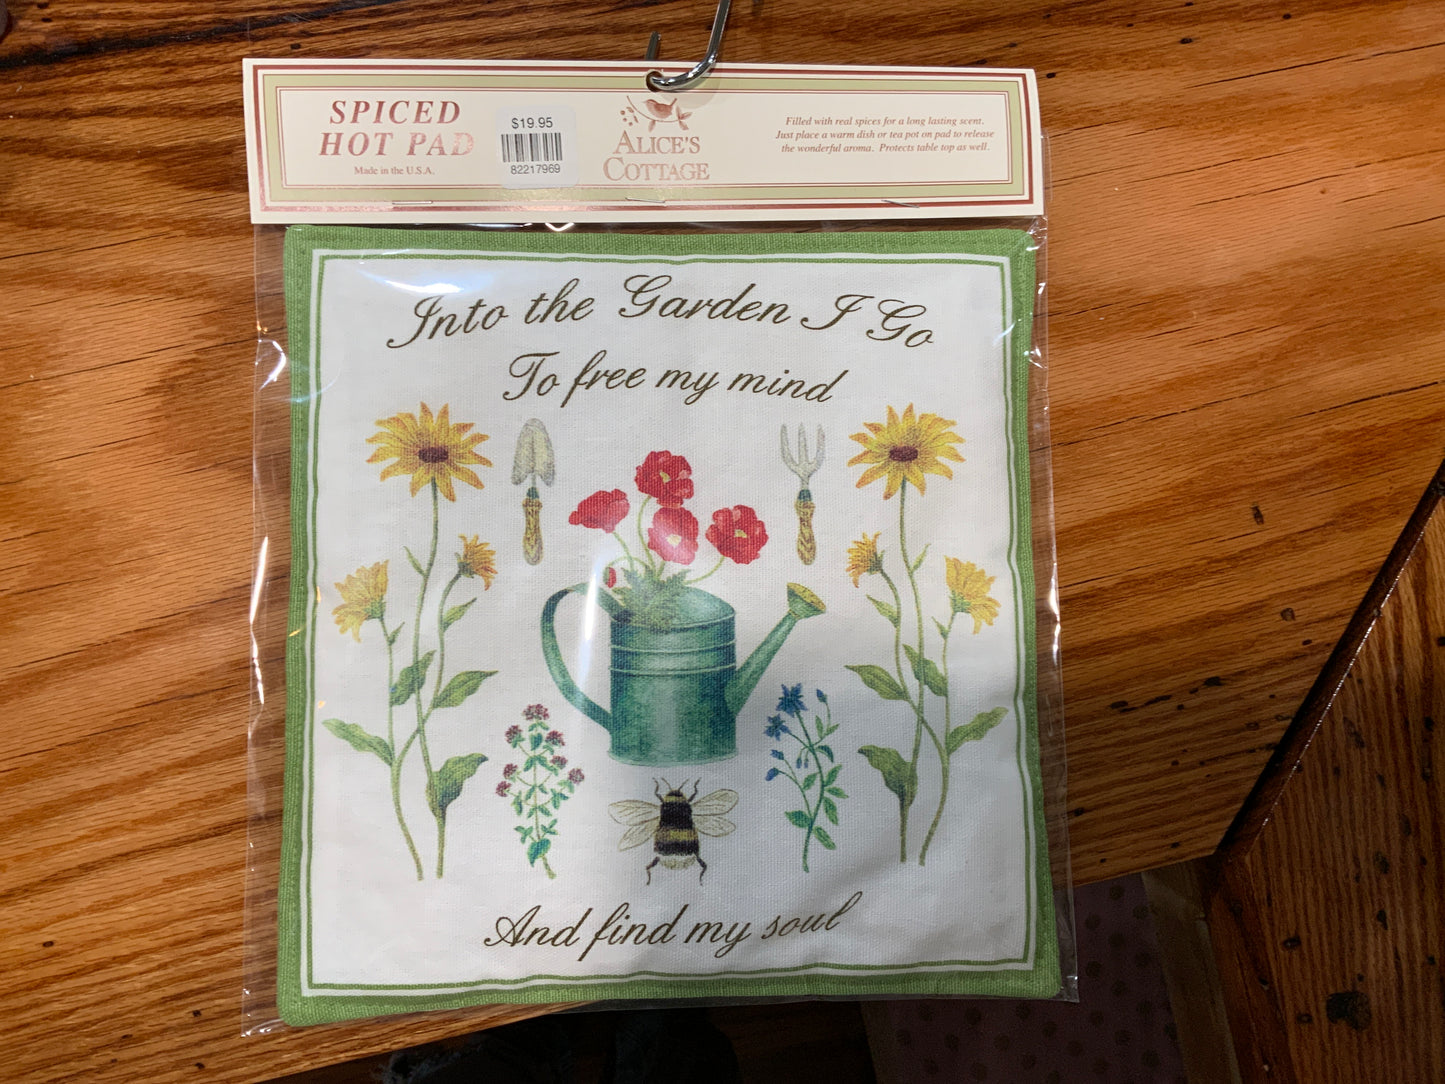 SPICED
HOT PAD
Made in the U.S.A.
$19.95
82217969
ALICE'S
COTTAGE
Filled with real spices for a long lasting scent.
Just place a warm dish or tea pot on pad to release
the wonderful aroma. Protects table top as well.
Into the Garden I Go
To free my mind
And find my soul